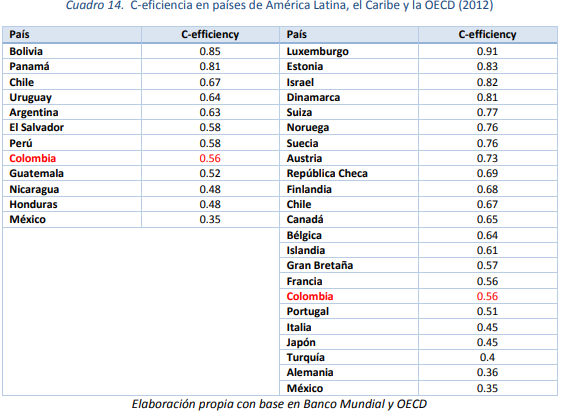 Cuadro 14. C-eficiencia en países de América Latina, el Caribe y la OECD (2012)
País C-efficiency País C-efficiency
Bolivia 0.85 Luxemburgo 0.91
Panamá 0.81 Estonia 0.83
Chile 0.67 Israel 0.82
Uruguay 0.64 Dinamarca 0.81
Argentina 0.63 Suiza 0.77
El Salvador 0.58 Noruega 0.76
Perú 0.58 Suecia 0.76
Colombia 0.56 Austria 0.73
Guatemala 0.52 República Checa 0.69
Nicaragua 0.48 Finlandia 0.68
Honduras 0.48 Chile 0.67
México 0.35 Canadá 0.65
Bélgica 0.64
Islandia 0.61
Gran Bretaña 0.57
Francia 0.56
Colombia 0.56
Portugal 0.51
Italia 0.45
Japón 0.45
Turquía 0.4
Alemania 0.36
México 0.35
Elaboración propia con base en Banco Mundial y OECD